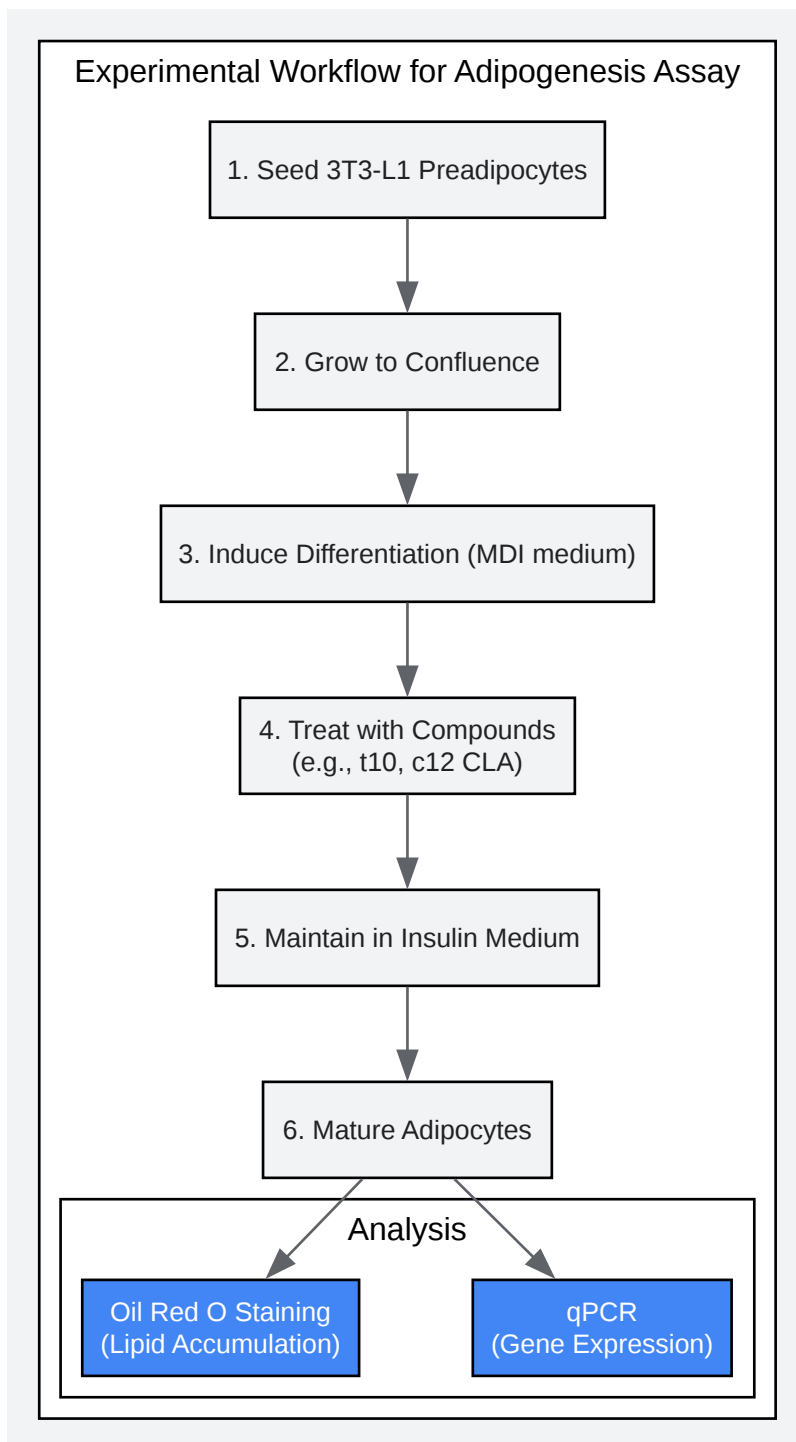 Experimental Workflow for Adipogenesis Assay
1. Seed 3T3-L1 Preadipocytes
2. Grow to Confluence
3. Induce Differentiation (MDI medium)
4. Treat with Compounds
(e.g., t10, c12 CLA)
5. Maintain in Insulin Medium
6. Mature Adipocytes
Analysis
Oil Red O Staining
(Lipid Accumulation)
qPCR
(Gene Expression)